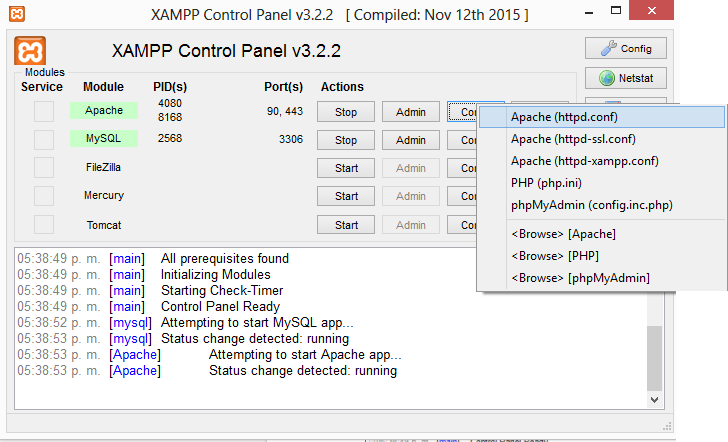 XAMPP Control Panel v3.2.2 [ Compiled: Nov 12th 2015 ]
XAMPP Control Panel v3.2.2
Config
Netstat
Modules
Service Module PID(s) Port(s) Actions
Apache 4080 8168 90, 443 Stop Admin
MySQL 2568 3306 Stop Admin
FileZilla Start Admin
Mercury Start Admin
Tomcat Start Admin
Apache (httpd.conf)
Apache (httpd-ssl.conf)
Apache (httpd-xampp.conf)
PHP (php.ini)
phpMyAdmin (config.inc.php)
<Browse> [Apache]
<Browse> [PHP]
<Browse> [phpMyAdmin]
05:38:49 p. m. [main] All prerequisites found
05:38:49 p. m. [main] Initializing Modules
05:38:49 p. m. [main] Starting Check-Timer
05:38:49 p. m. [main] Control Panel Ready
05:38:52 p. m. [mysql] Attempting to start MySQL app...
05:38:53 p. m. [mysql] Status change detected: running
05:38:53 p. m. [Apache] Attempting to start Apache app...
05:38:53 p. m. [Apache] Status change detected: running